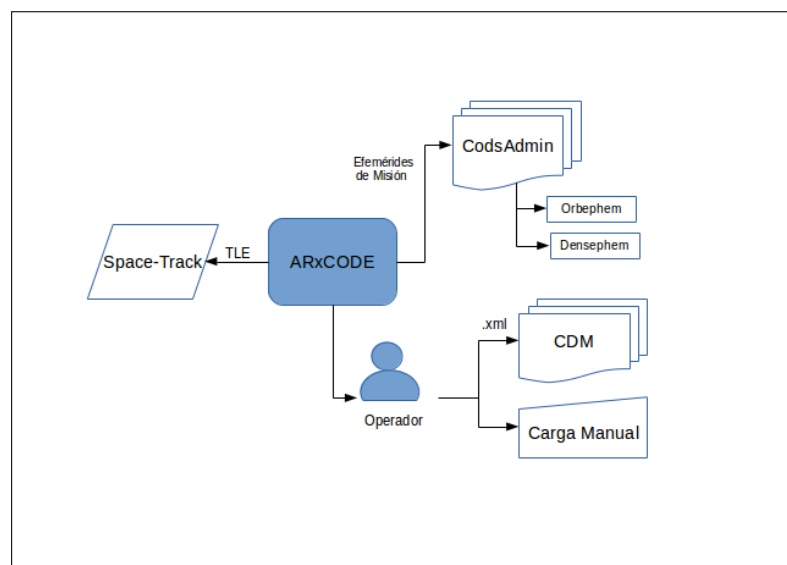 CodsAdmin
Efemérides
de Misión
Orbephem
Densephem
Space-Track
TLE
ARxCODE
.xml
CDM
Operador
Carga Manual